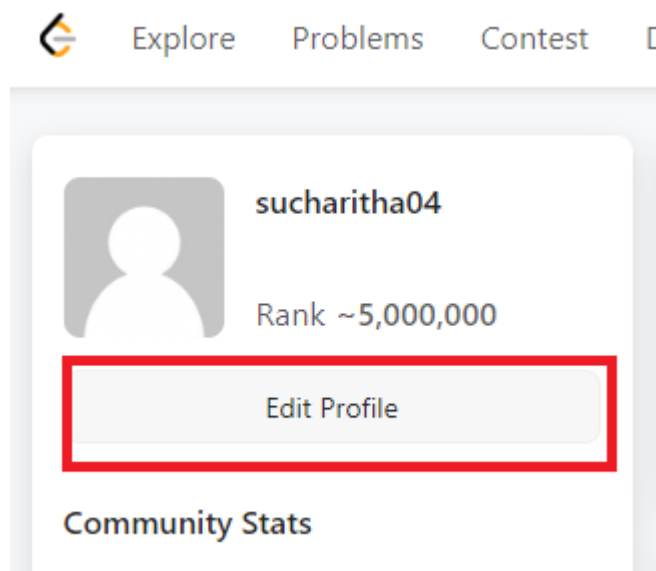 Explore Problems Contest
sucharitha04
Rank ~5,000,000
Edit Profile
Community Stats